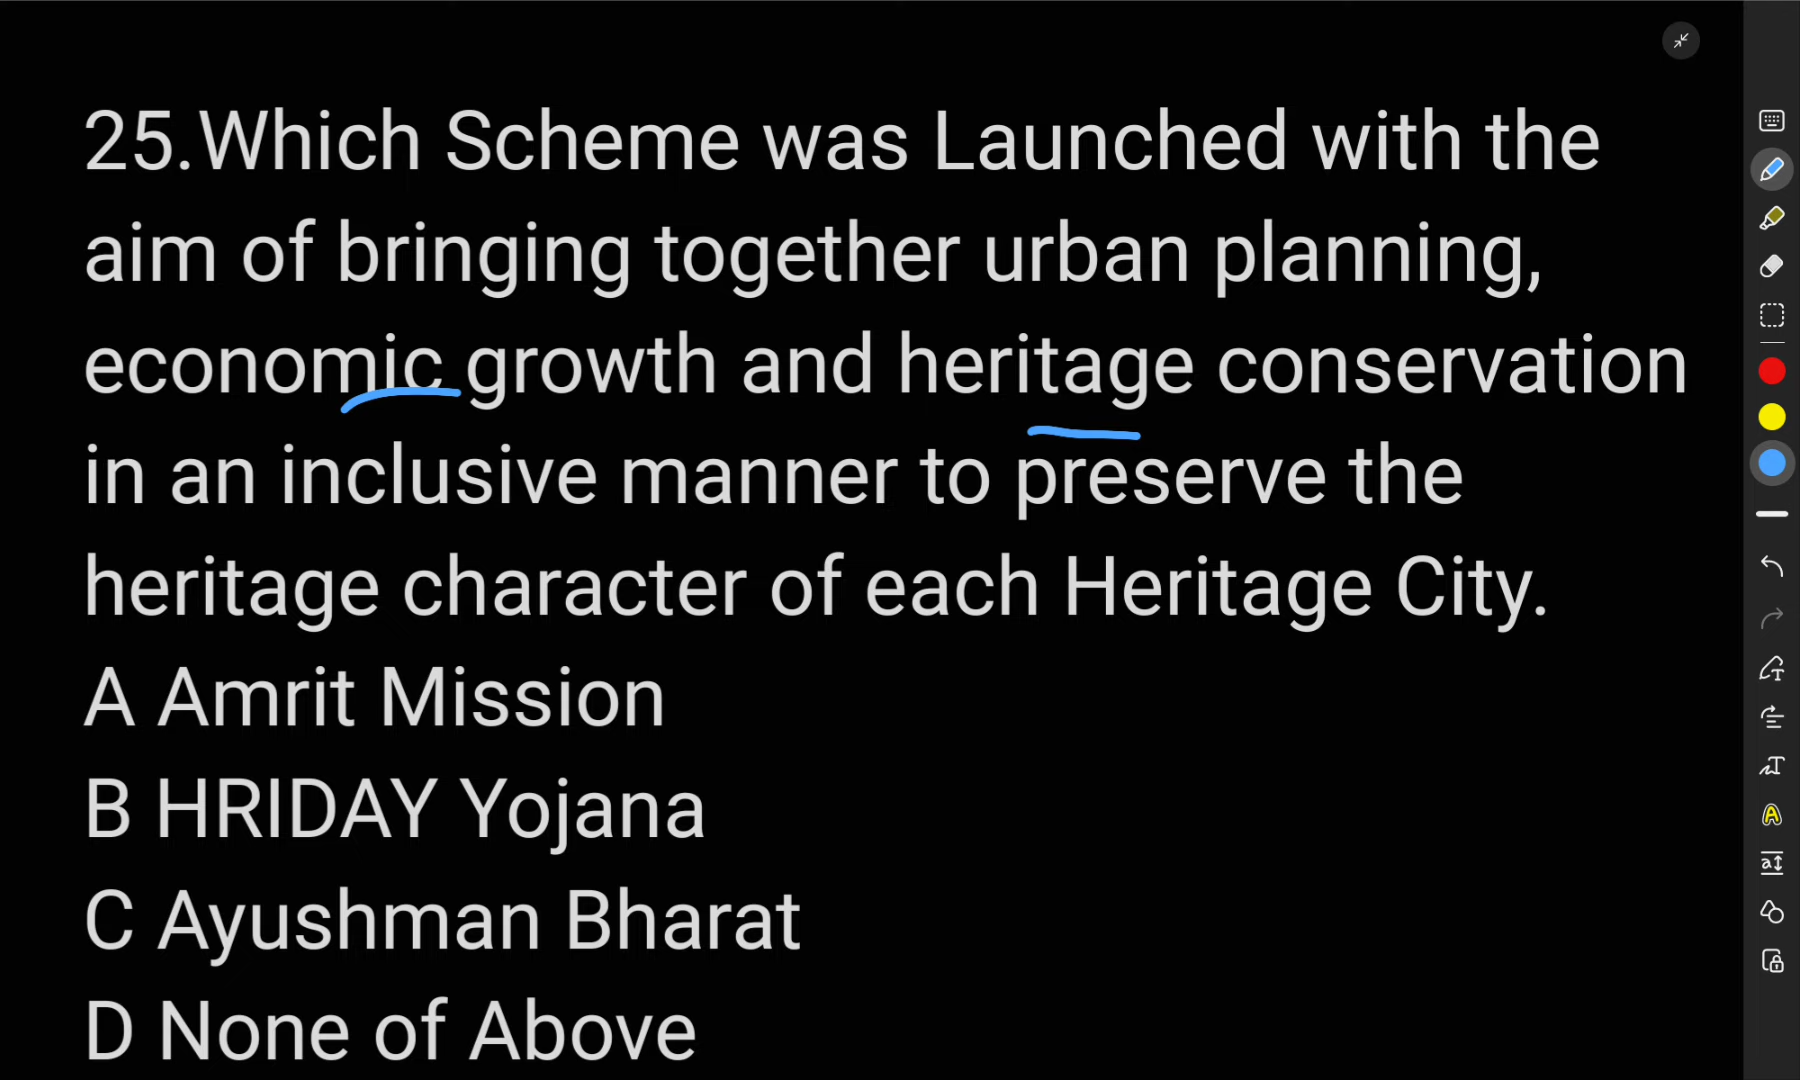 25.Which Scheme was Launched with the
aim of bringing together urban planning,
economic growth and heritage conservation
in an inclusive manner to preserve the
heritage character of each Heritage City.
A Amrit Mission
B HRIDAY Yojana
C Ayushman Bharat
D None of Above